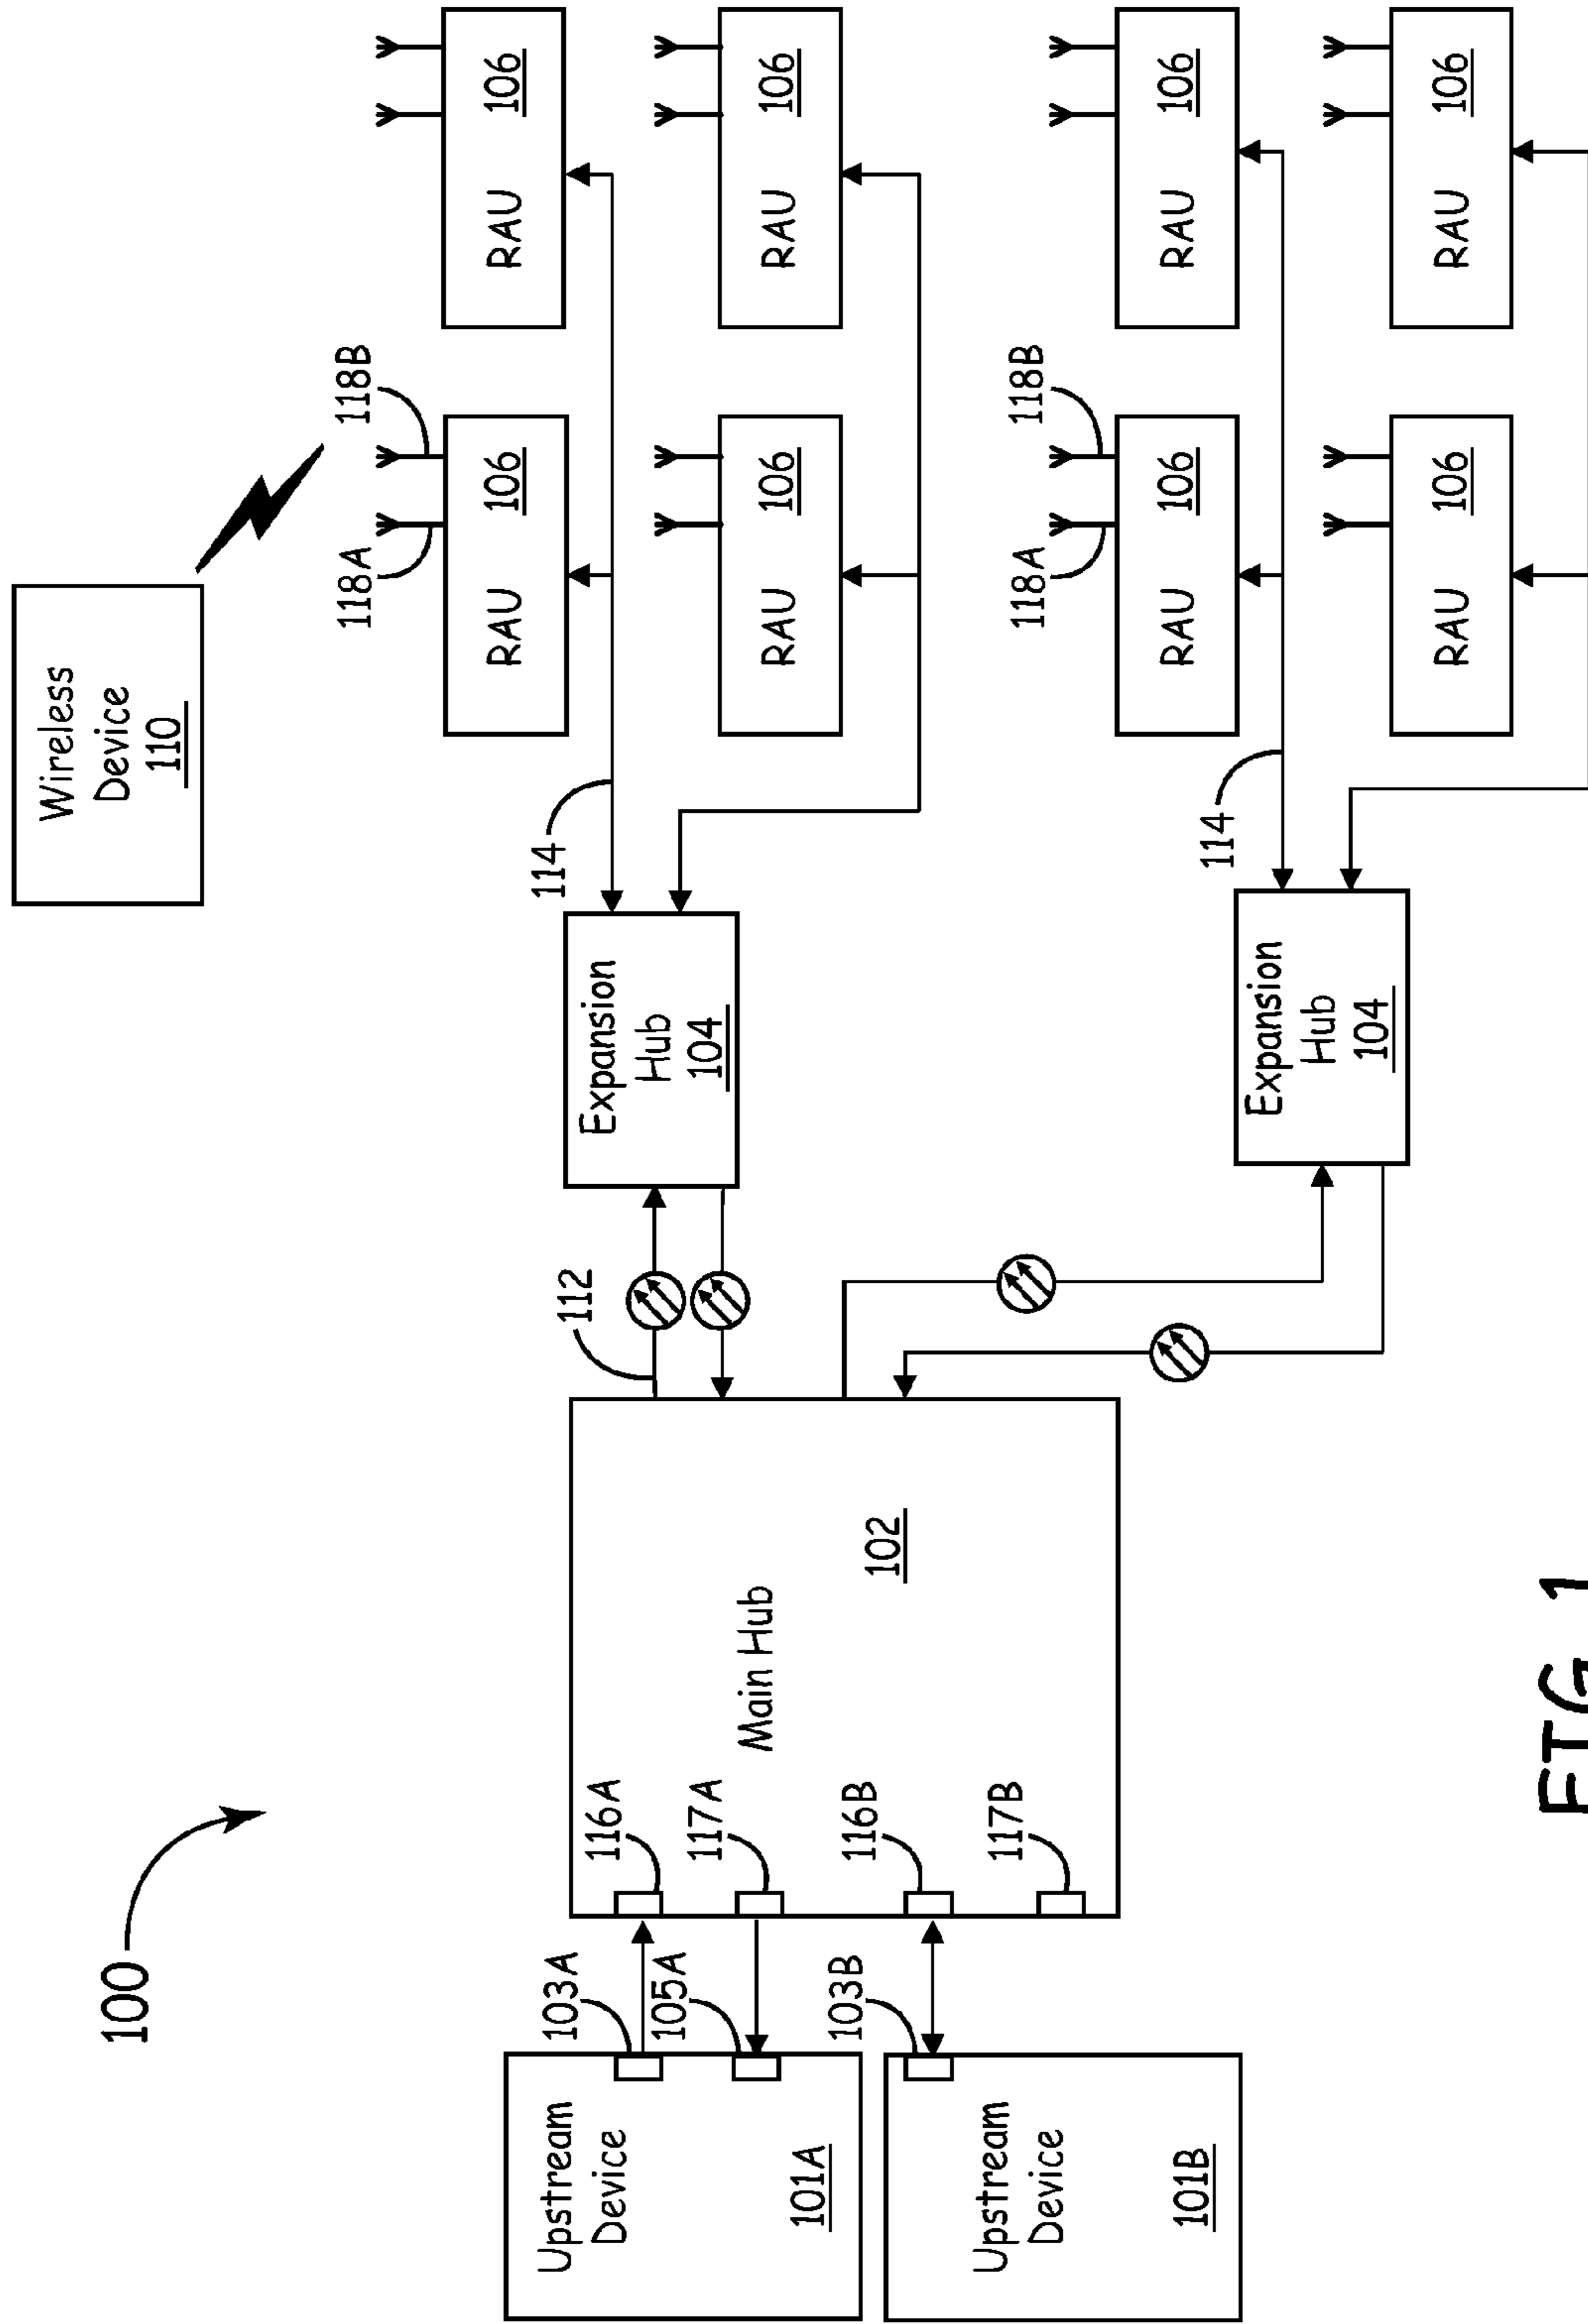 100
Wireless
Device
110
118A
118B
RAU 106
RAU 106
114
RAU 106
RAU 106
Upstream
Device
101A
103A
105A
116A
117A
112
Expansion
Hub
104
Main Hub
102
116B
117B
Upstream
Device
101B
103B
118A
118B
RAU 106
RAU 106
114
Expansion
Hub
104
RAU 106
RAU 106
FIG 1